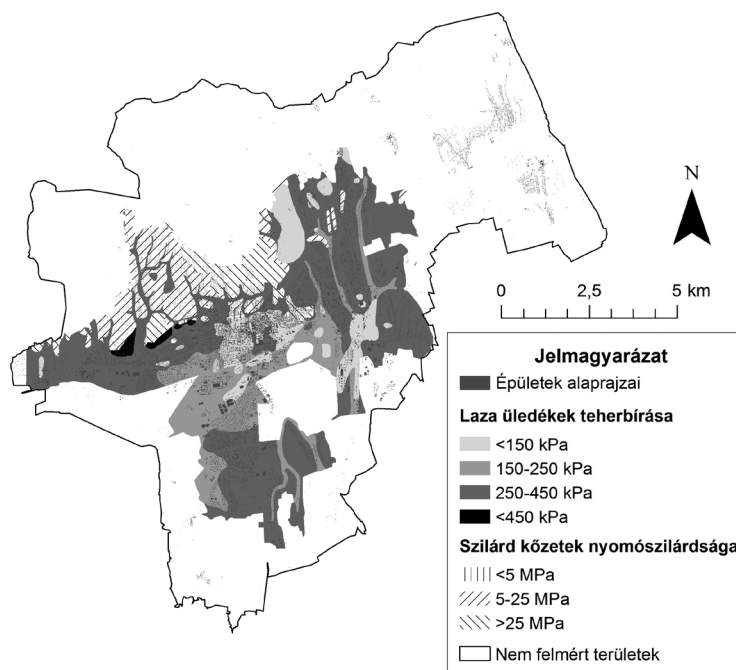 N
0 2,5 5 km
Jelmagyarázat
Épületek alaprajzai
Laza üledékek teherbírása
<150 kPa
150-250 kPa
250-450 kPa
<450 kPa
Szilárd kőzetek nyomószilárdsága
<5 MPa
5-25 MPa
>25 MPa
Nem felmért területek